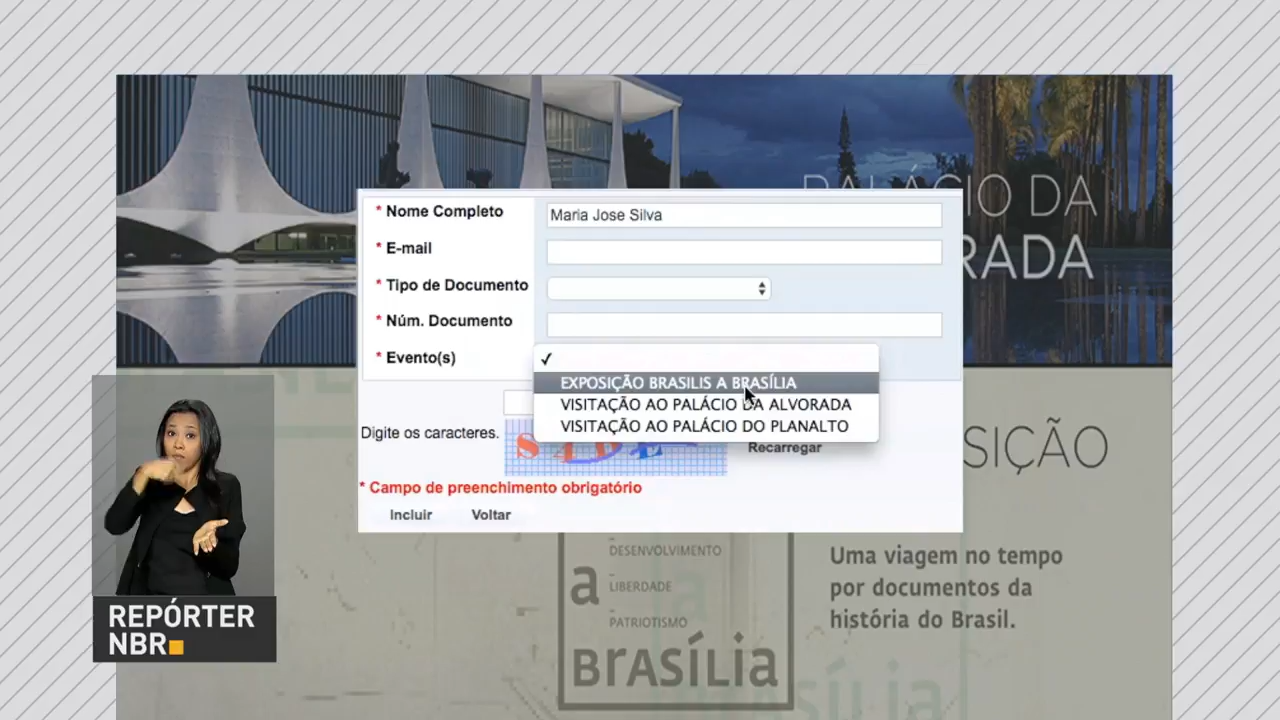 PALÁCIO DA
RADA
* Nome Completo
Maria Jose Silva
* E-mail
* Tipo de Documento
* Núm. Documento
* Evento(s)
✓
EXPOSIÇÃO BRASILIS A BRASÍLIA
VISITAÇÃO AO PALÁCIO DA ALVORADA
VISITAÇÃO AO PALÁCIO DO PLANALTO
Digite os caracteres.
Recarregar
* Campo de preenchimento obrigatório
Incluir Voltar
SIÇÃO
DESENVOLVIMENTO
a
LIBERDADE
PATRIOTISMO
BrASÍLia
Uma viagem no tempo
por documentos da
história do Brasil.
REPÓRTER
NBR